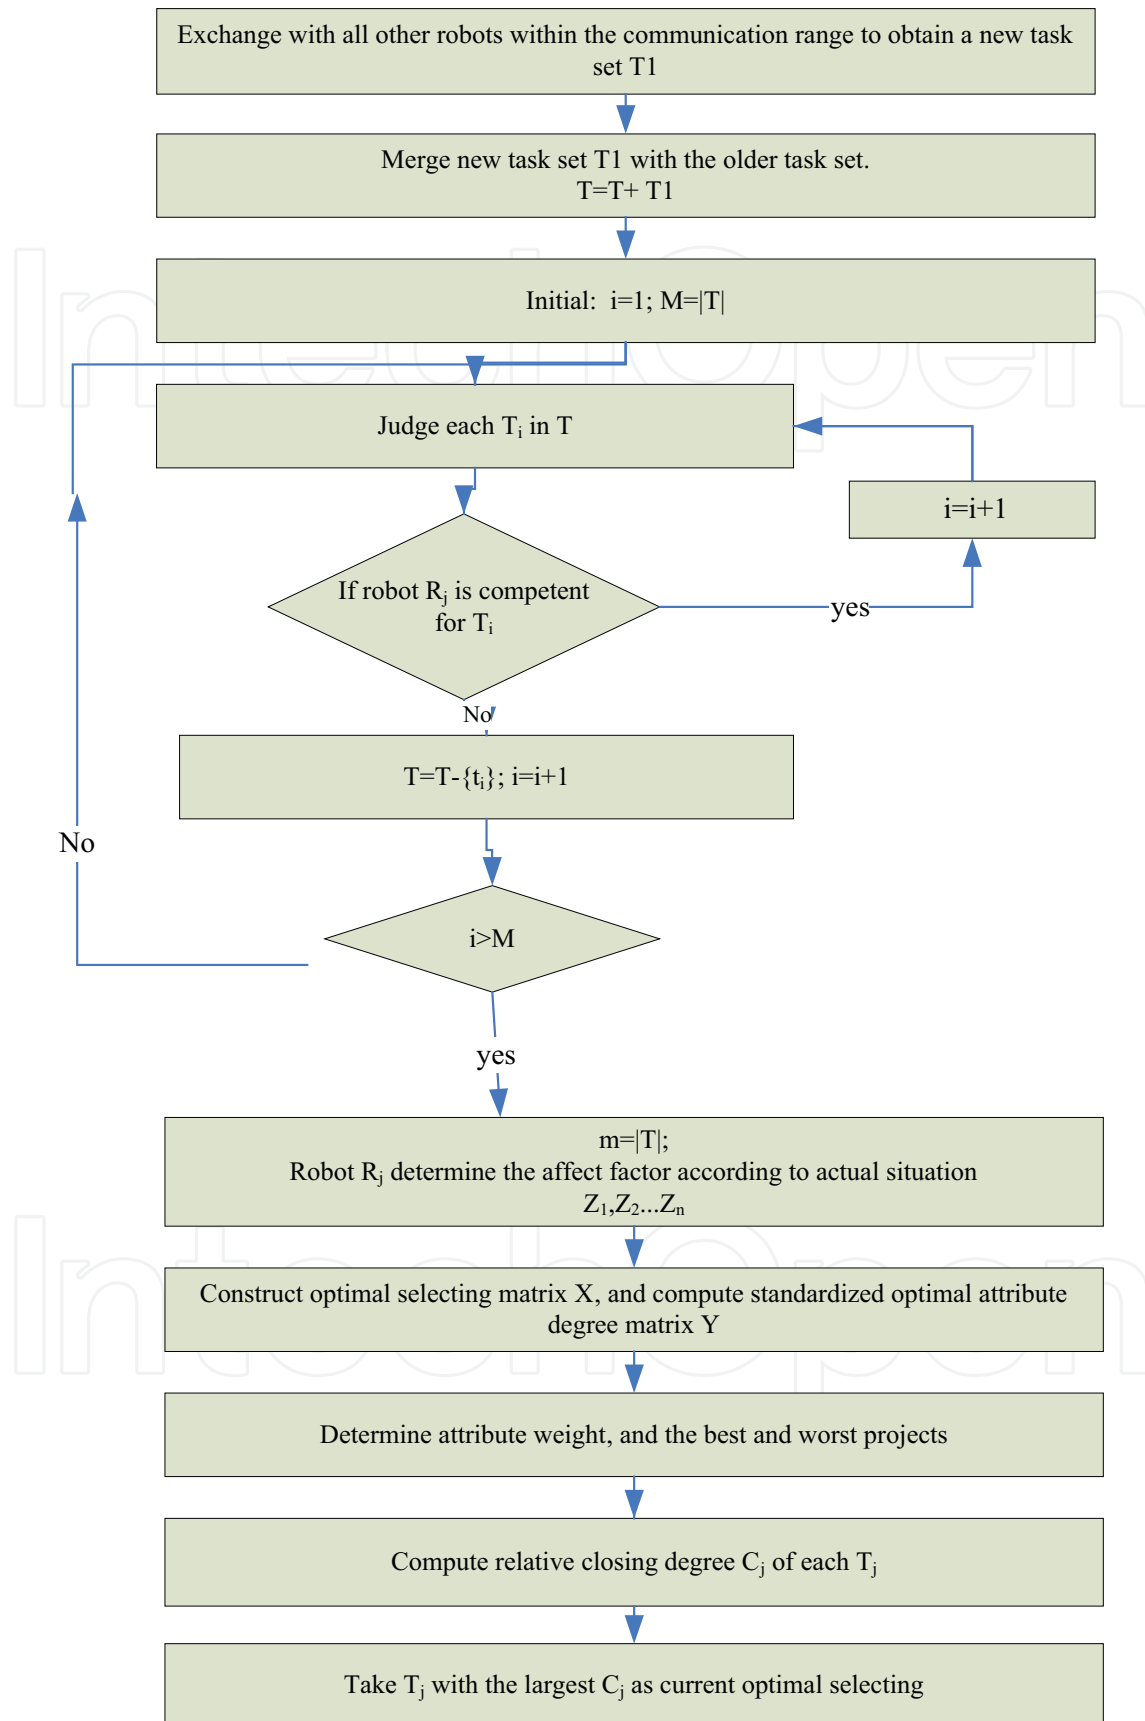 Exchange with all other robots within the communication range to obtain a new task
set T1
Merge new task set T1 with the older task set.
T=T+ T1
Initial:  i=1; M=|T|
Judge each Tᵢ in T
i=i+1
If robot Rⱼ is competent
for Tᵢ
yes
No
T=T-{tᵢ}; i=i+1
No
i>M
yes
m=|T|;
Robot Rⱼ determine the affect factor according to actual situation
Z₁,Z₂...Zₙ
Construct optimal selecting matrix X, and compute standardized optimal attribute
degree matrix Y
Determine attribute weight, and the best and worst projects
Compute relative closing degree Cⱼ of each Tⱼ
Take Tⱼ with the largest Cⱼ as current optimal selecting
IntechOpen
IntechOpen